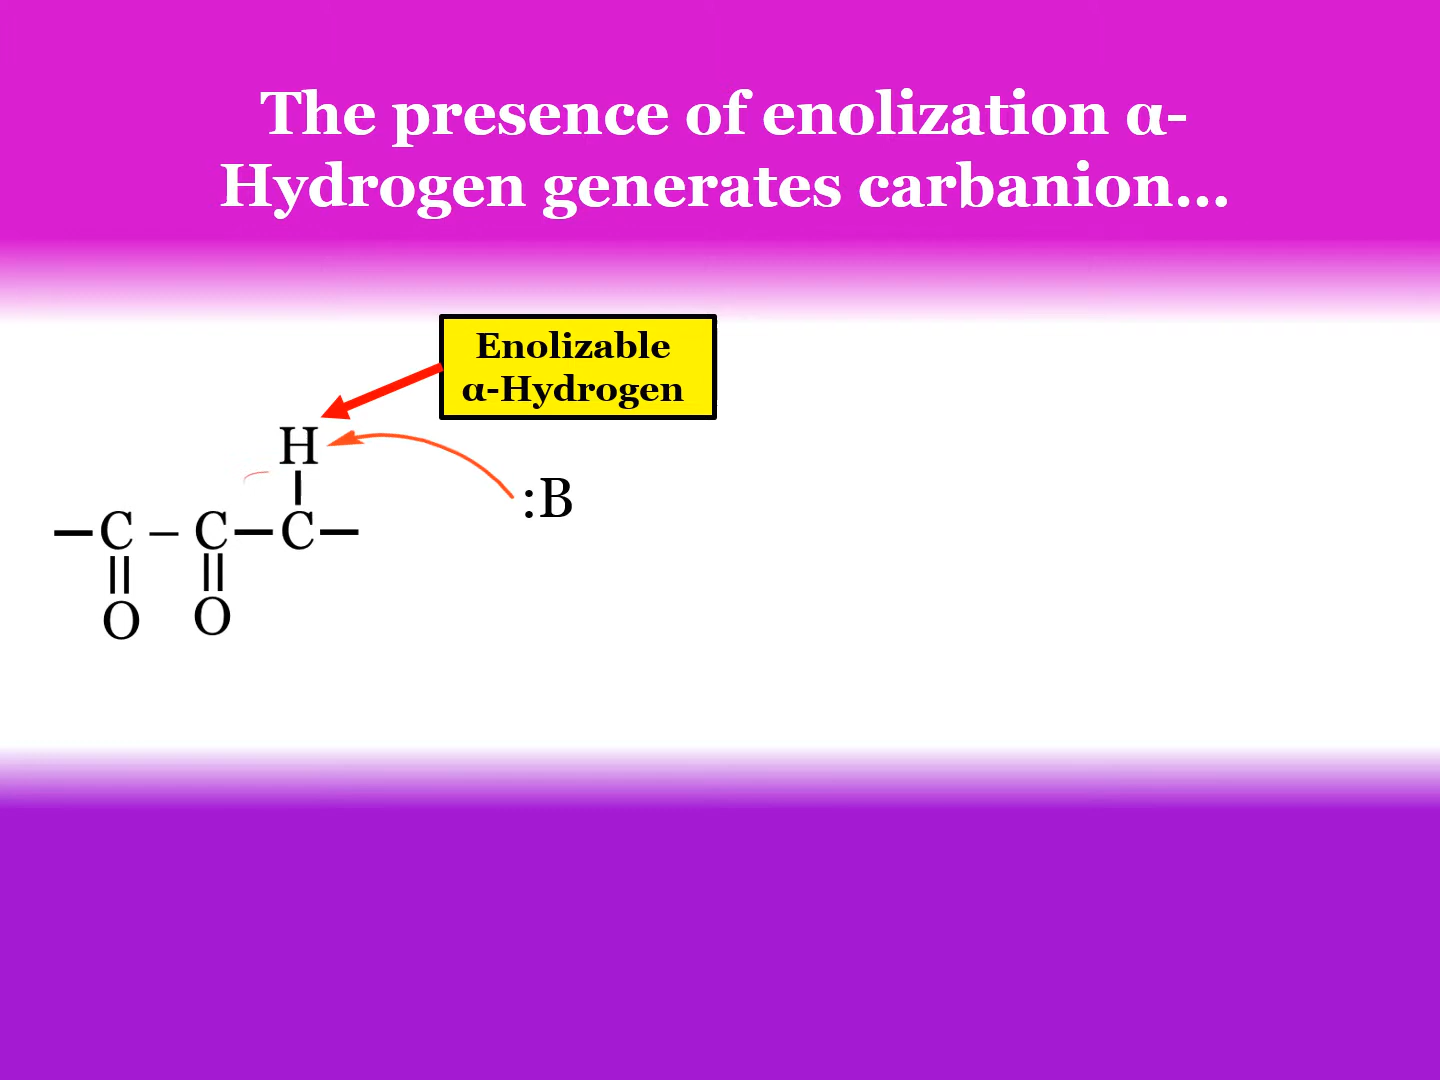 The presence of enolization α-
Hydrogen generates carbanion...
Enolizable
α-Hydrogen
H
:B
C – C C
O O